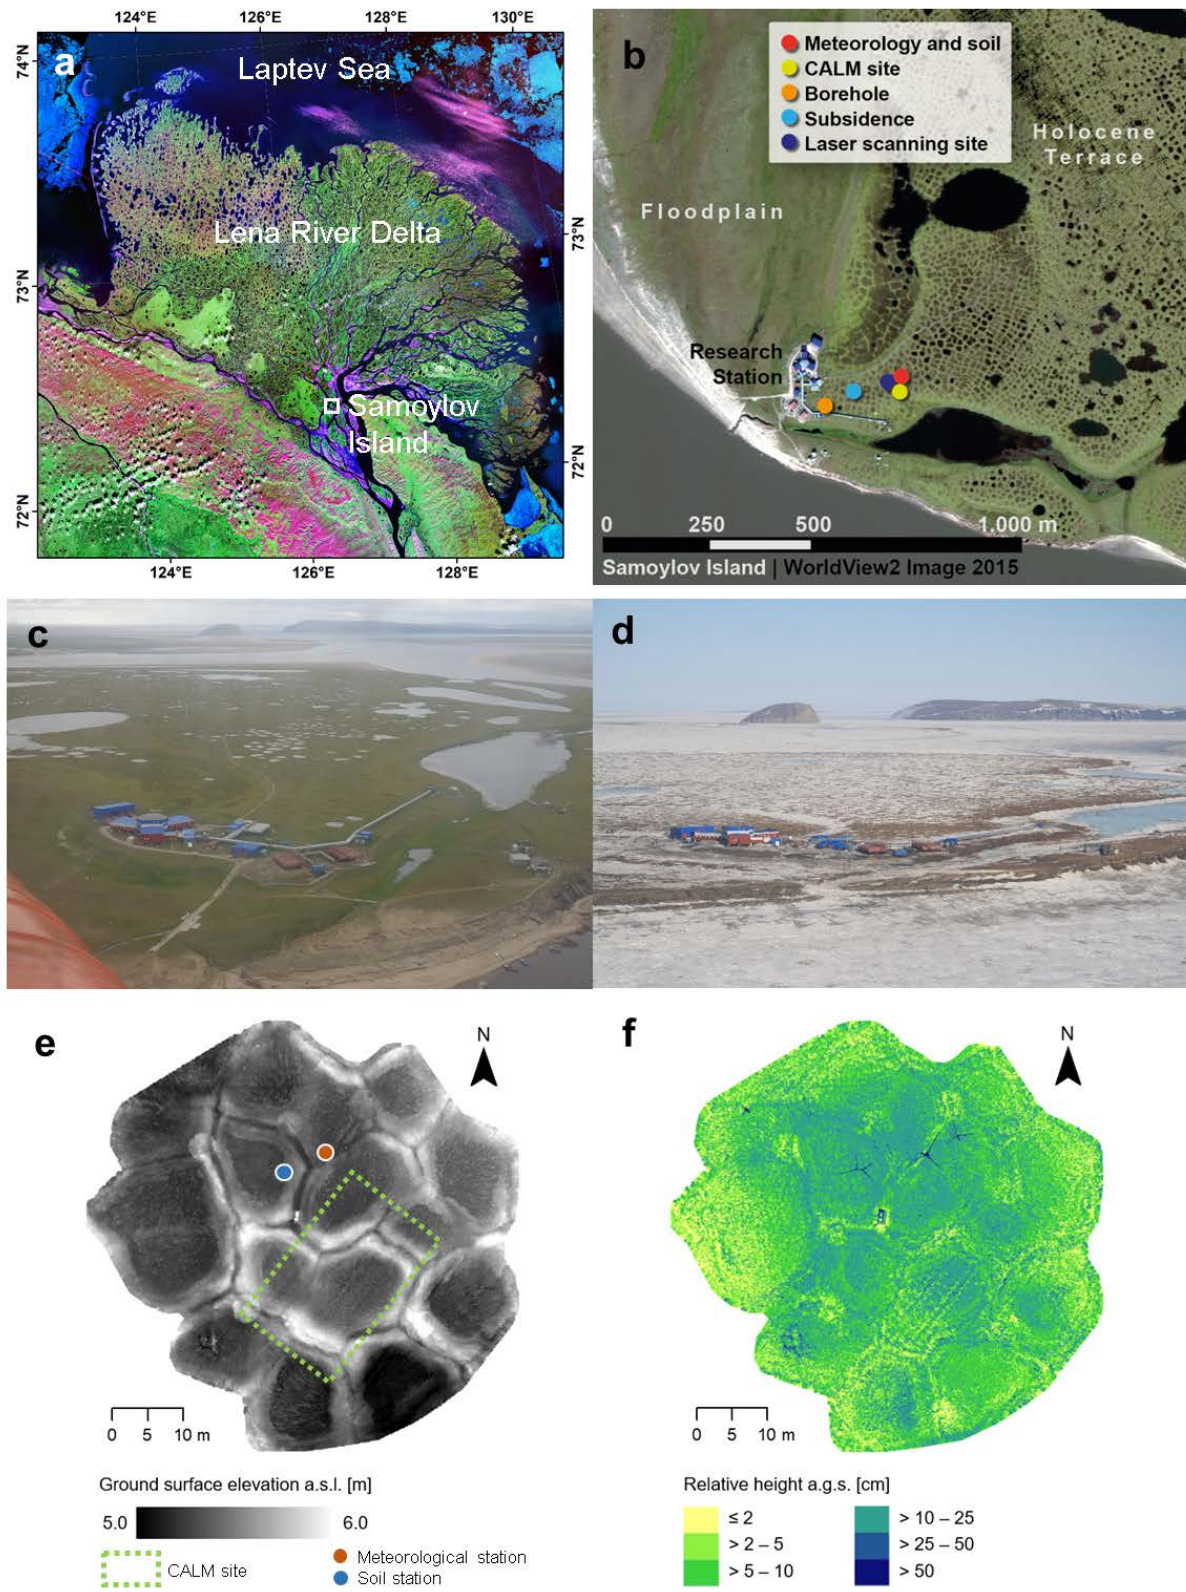 124°E 126°E 128°E 130°E
74°N
a
Laptev Sea
Lena River Delta
73°N
73°N
Samoylov
Island
72°N
72°N
124°E 126°E 128°E
b
Meteorology and soil
CALM site
Borehole
Subsidence
Laser scanning site
Holocene
Terrace
Floodplain
Research
Station
0 250 500 1,000 m
Samoylov Island | WorldView2 Image 2015
c
d
e
N
0 5 10 m
Ground surface elevation a.s.l. [m]
5.0 6.0
CALM site
Meteorological station
Soil station
f
N
0 5 10 m
Relative height a.g.s. [cm]
≤ 2
> 2 – 5
> 5 – 10
> 10 – 25
> 25 – 50
> 50